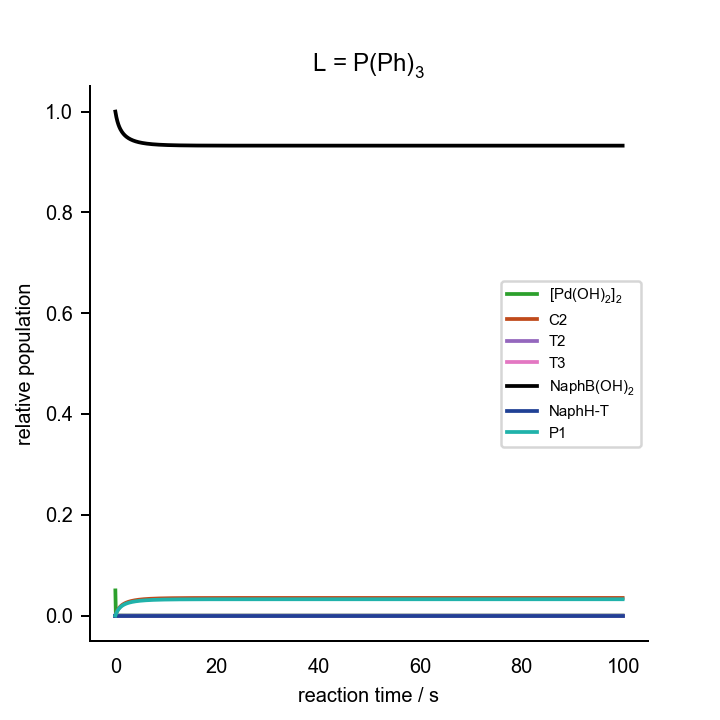 L = P(Ph)₃
relative population
1.0
0.8
0.6
0.4
0.2
0.0
[Pd(OH)₂]₂
C2
T2
T3
NaphB(OH)₂
NaphH-T
P1
0 20 40 60 80 100
reaction time / s